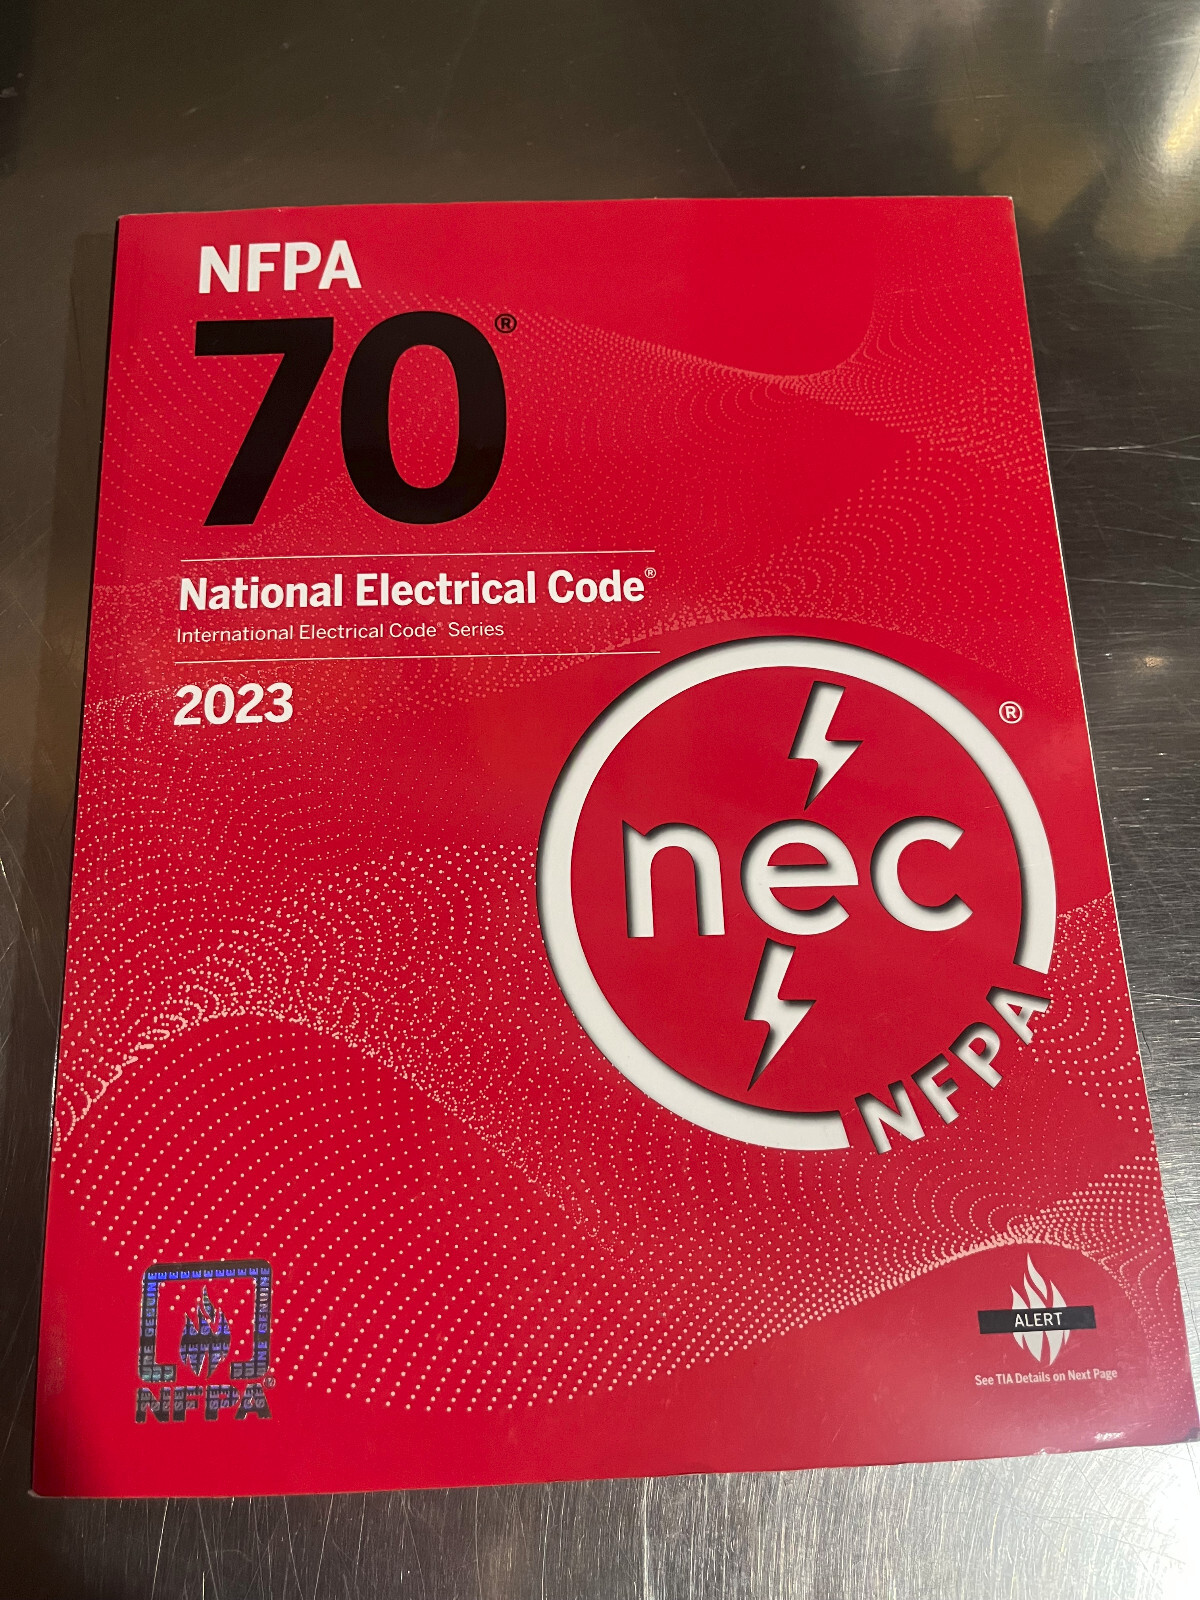 NFPA
70®
National Electrical Code®
International Electrical Code® Series
2023
®
nec
NFPA
GENUINE
NFPA®
ALERT
See TIA Details on Next Page